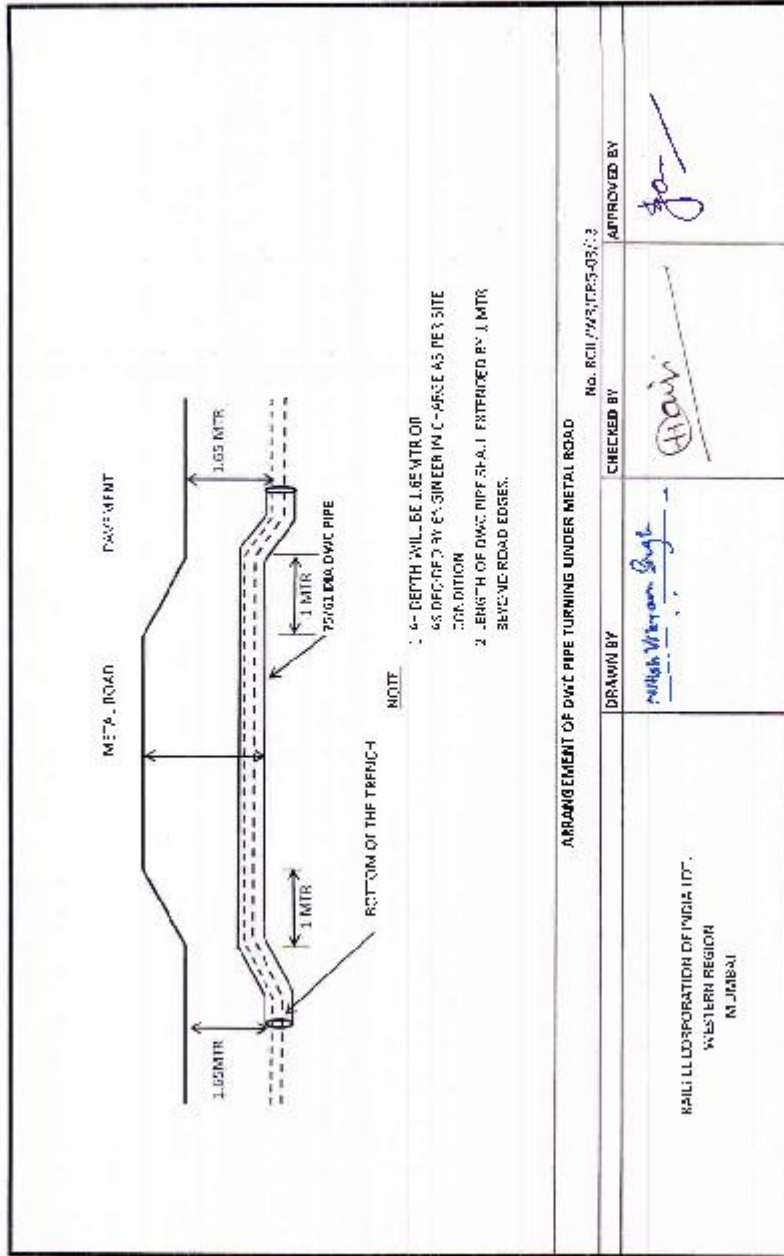 METAL ROAD
PAVEMENT
1.65MTR
1.65 MTR
1 MTR
1 MTR
75/61 DIA DWC PIPE
BOTTOM OF THE TRENCH
NOTE
1 A- DEPTH WILL BE 1.65 MTR OR
AS DECIDED BY ENGINEER IN CHARGE AS PER SITE
CONDITION
2 LENGTH OF DWC PIPE SHALL EXTENDED BY 1 MTR
BEYOND ROAD EDGES.
ARRANGEMENT OF DWC PIPE TURNING UNDER METAL ROAD
DRAWN BY
CHECKED BY
APPROVED BY
RAILTEL CORPORATION OF INDIA LTD.
WESTERN REGION
MUMBAI